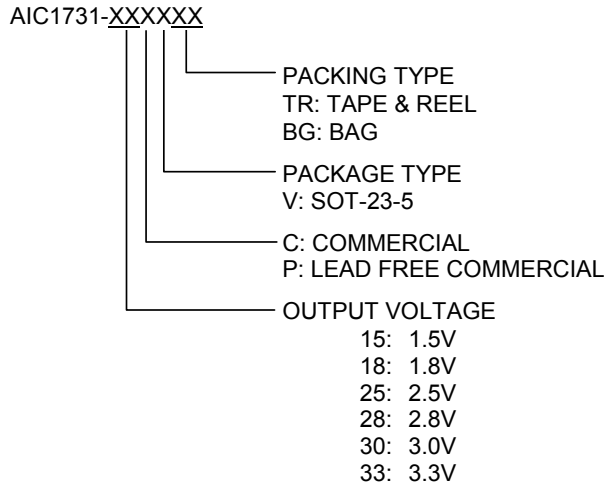 AIC1731-XXXXXX
PACKING TYPE
TR: TAPE & REEL
BG: BAG
PACKAGE TYPE
V: SOT-23-5
C: COMMERCIAL
P: LEAD FREE COMMERCIAL
OUTPUT VOLTAGE
15: 1.5V
18: 1.8V
25: 2.5V
28: 2.8V
30: 3.0V
33: 3.3V